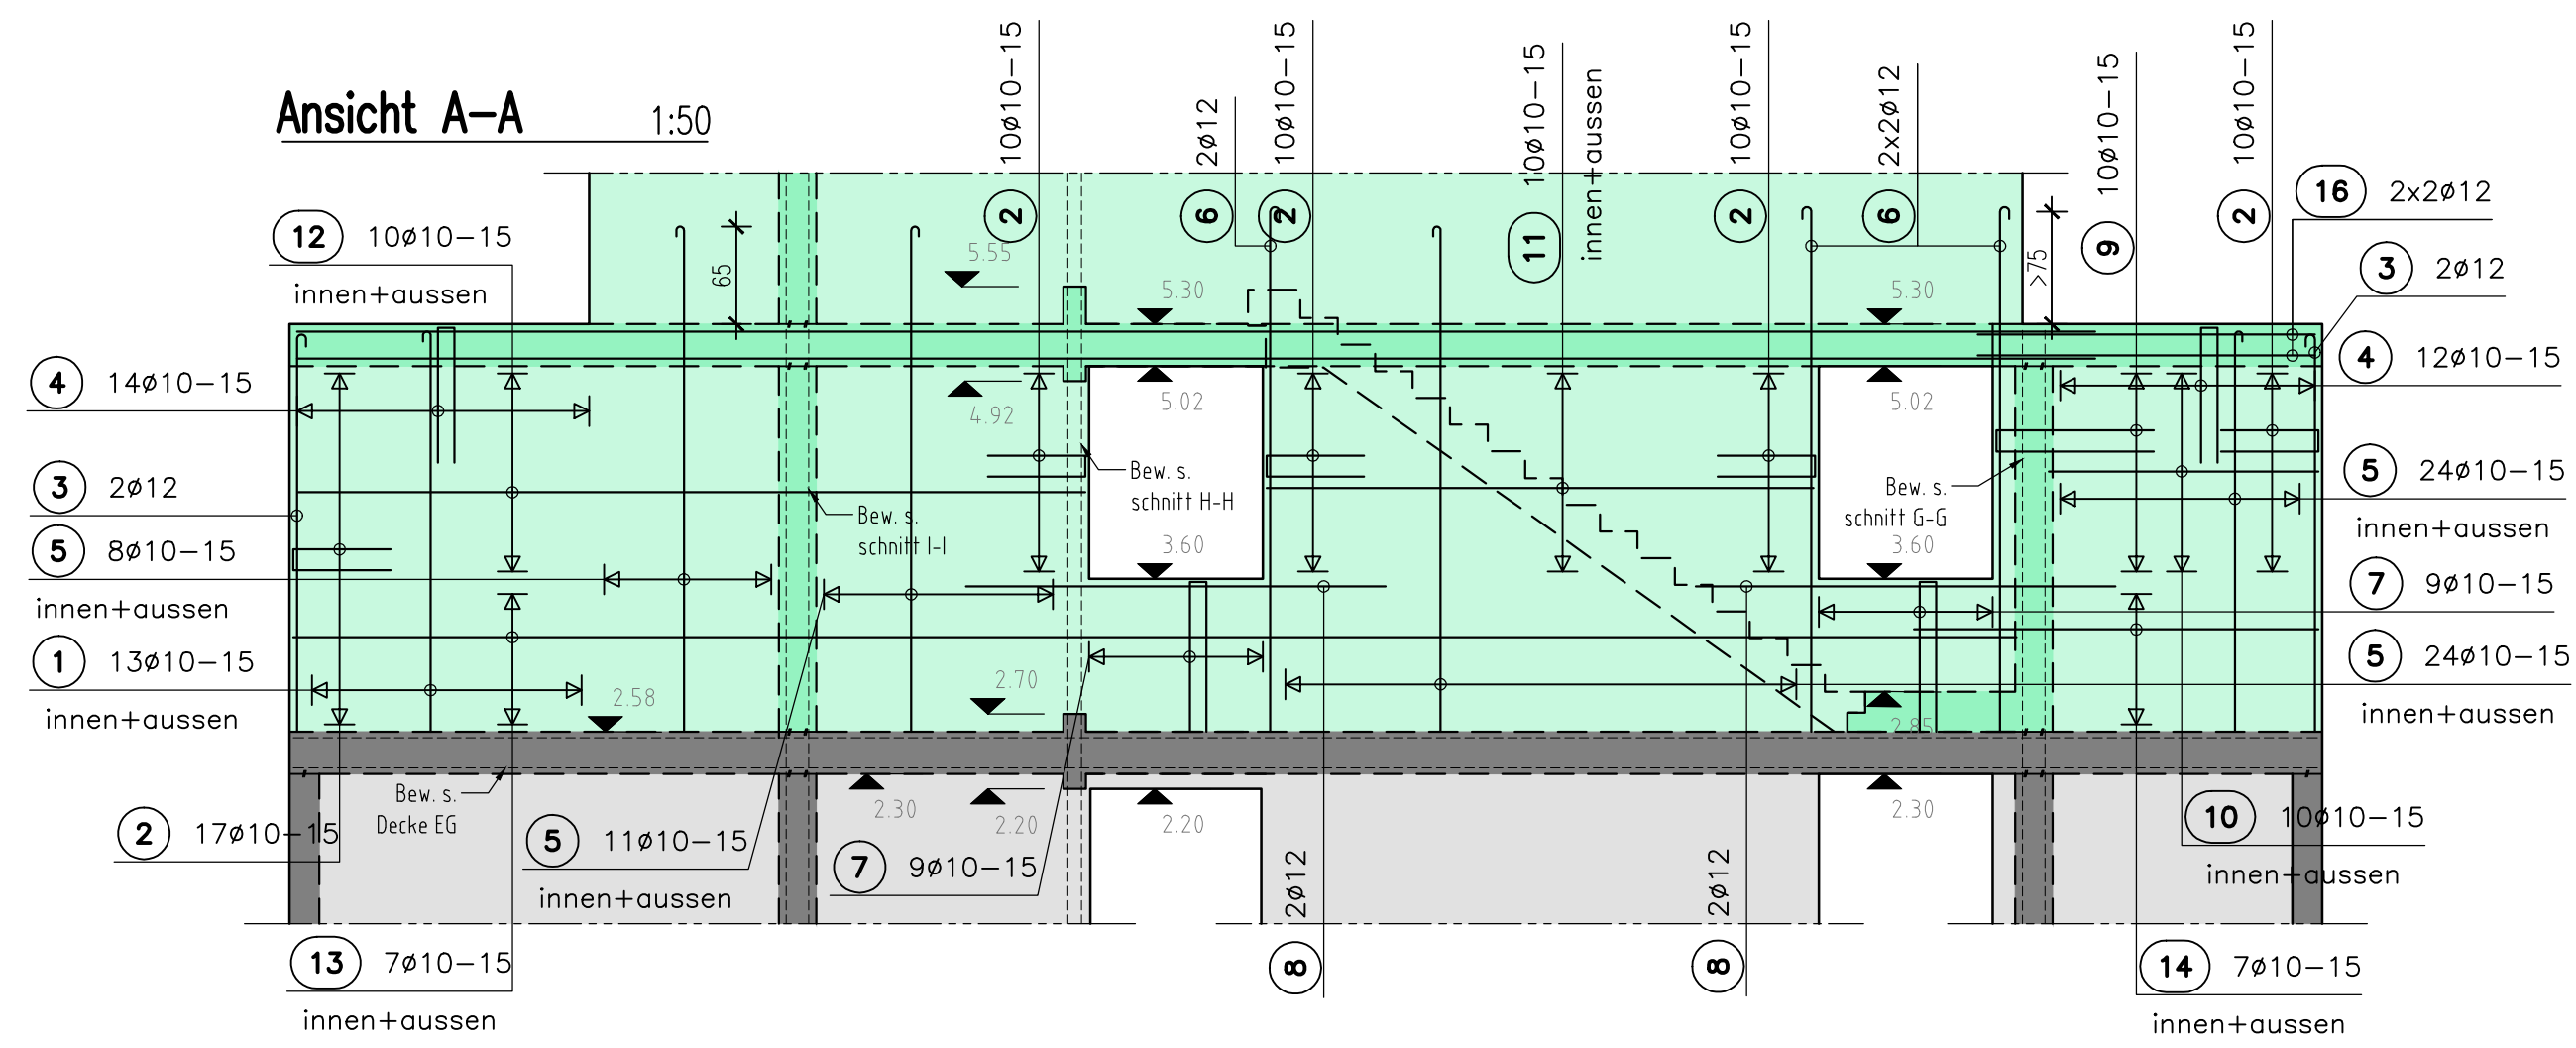 Ansicht A-A 1:50
2 10ø10-15
6 2ø12
2 10ø10-15
11 10ø10-15
innen+aussen
2 10ø10-15
6 2x2ø12
9 10ø10-15
2 10ø10-15
16 2x2ø12
3 2ø12
12 10ø10-15
innen+aussen
65
5.55
5.30
5.30
>75
4 14ø10-15
4.92
5.02
5.02
4 12ø10-15
3 2ø12
Bew. s.
schnitt H-H
Bew. s.
schnitt G-G
5 24ø10-15
innen+aussen
Bew. s.
schnitt I-I
5 8ø10-15
innen+aussen
3.60
3.60
7 9ø10-15
1 13ø10-15
innen+aussen
2.58
2.70
2.85
5 24ø10-15
innen+aussen
Bew. s.
Decke EG
2.30
2.20
2.20
2.30
2 17ø10-15
5 11ø10-15
innen+aussen
7 9ø10-15
8 2ø12
8 2ø12
10 10ø10-15
innen+aussen
13 7ø10-15
innen+aussen
14 7ø10-15
innen+aussen